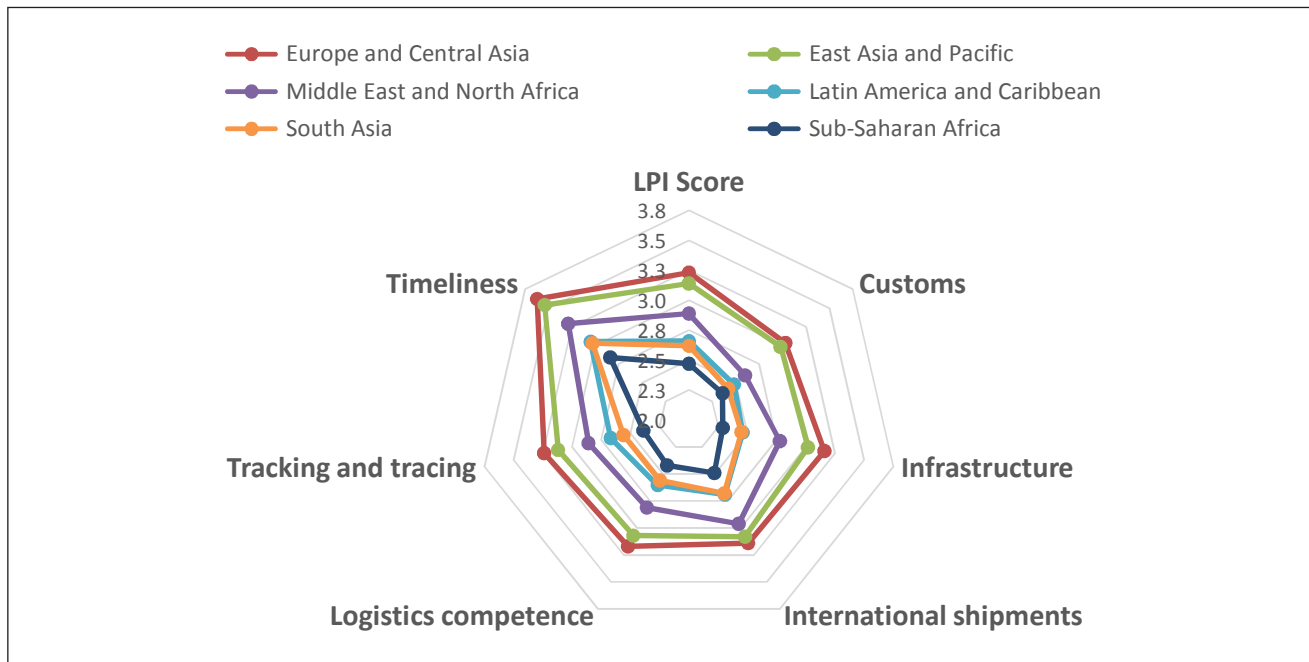 Europe and Central Asia
East Asia and Pacific
Middle East and North Africa
Latin America and Caribbean
South Asia
Sub-Saharan Africa
LPI Score
3.8
3.5
3.3
3.0
2.8
2.5
2.3
2.0
Timeliness
Customs
Tracking and tracing
Infrastructure
Logistics competence
International shipments